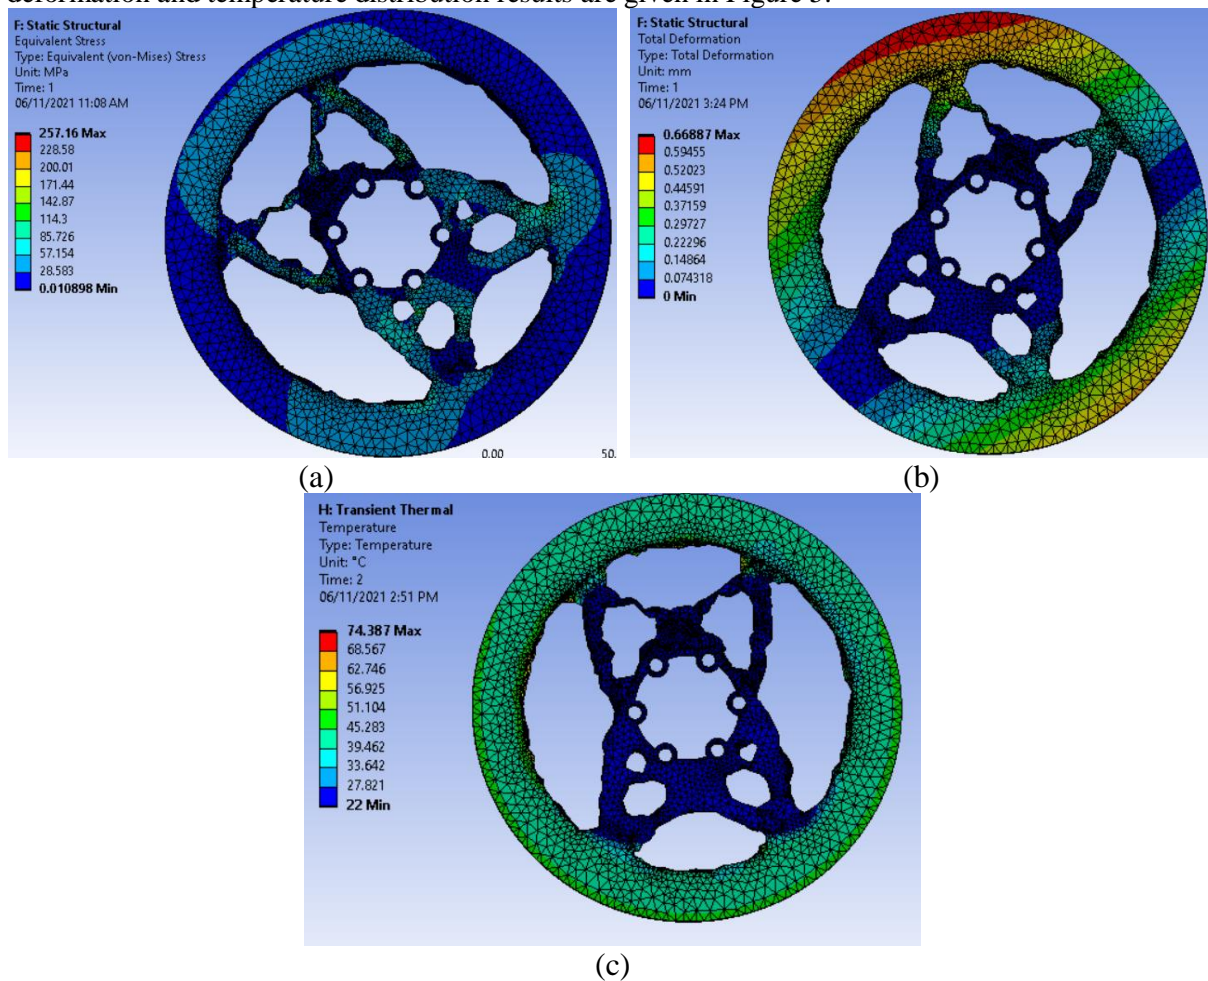 deformation and temperature distribution results are given in Figure 5.
F: Static Structural
Equivalent Stress
Type: Equivalent (von-Mises) Stress
Unit: MPa
Time: 1
06/11/2021 11:08 AM
257.16 Max
228.58
200.01
171.44
142.87
114.3
85.726
57.154
28.583
0.010898 Min
0.00
50.
(a)
F: Static Structural
Total Deformation
Type: Total Deformation
Unit: mm
Time: 1
06/11/2021 3:24 PM
0.66887 Max
0.59455
0.52023
0.44591
0.37159
0.29727
0.22296
0.14864
0.074318
0 Min
(b)
H: Transient Thermal
Temperature
Type: Temperature
Unit: °C
Time: 2
06/11/2021 2:51 PM
74.387 Max
68.567
62.746
56.925
51.104
45.283
39.462
33.642
27.821
22 Min
(c)